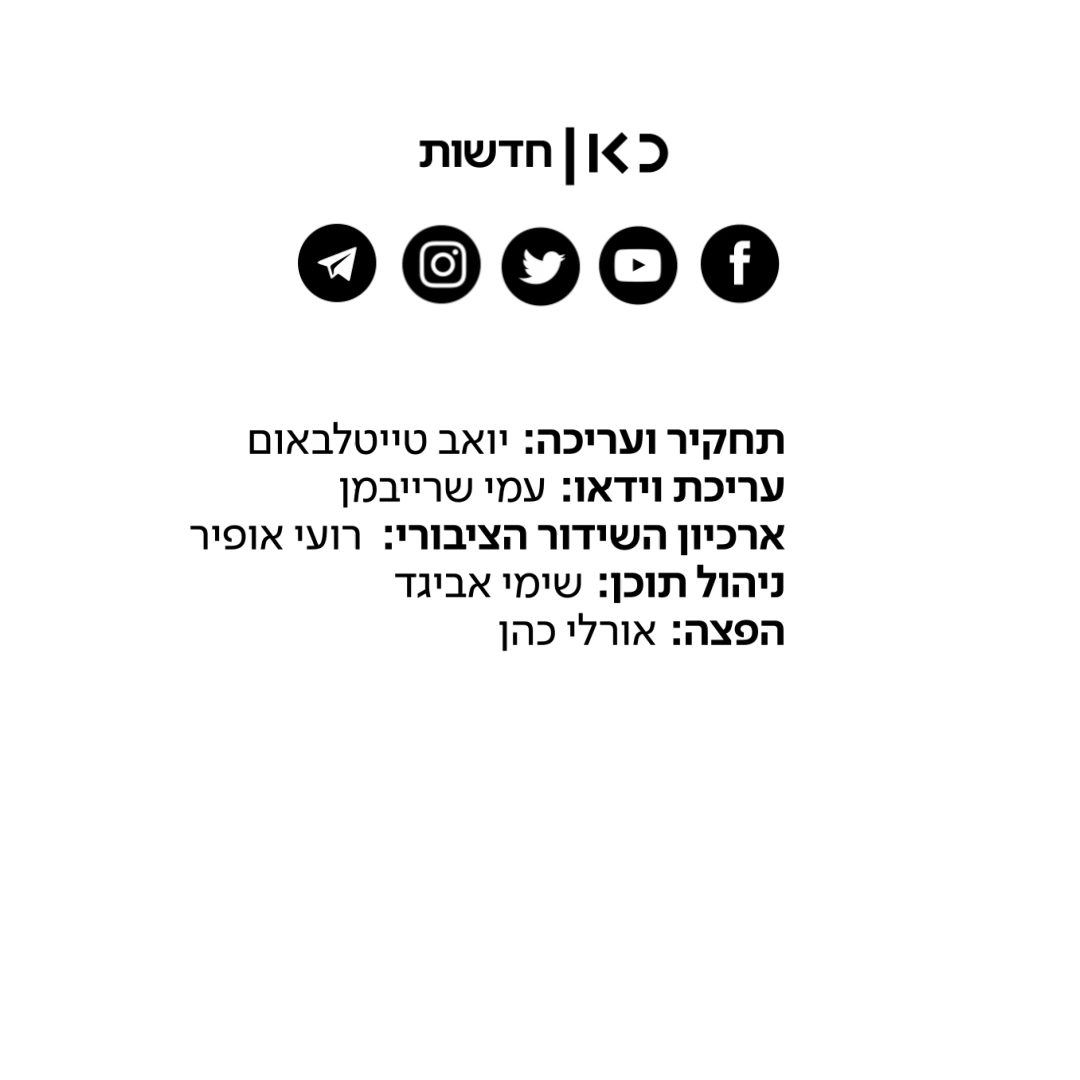 כאן | חדשות
תחקיר ועריכה: יואב טייטלבאום
עריכת וידאו: עמי שרייבמן
ארכיון השידור הציבורי: רועי אופיר
ניהול תוכן: שימי אביגד
הפצה: אורלי כהן